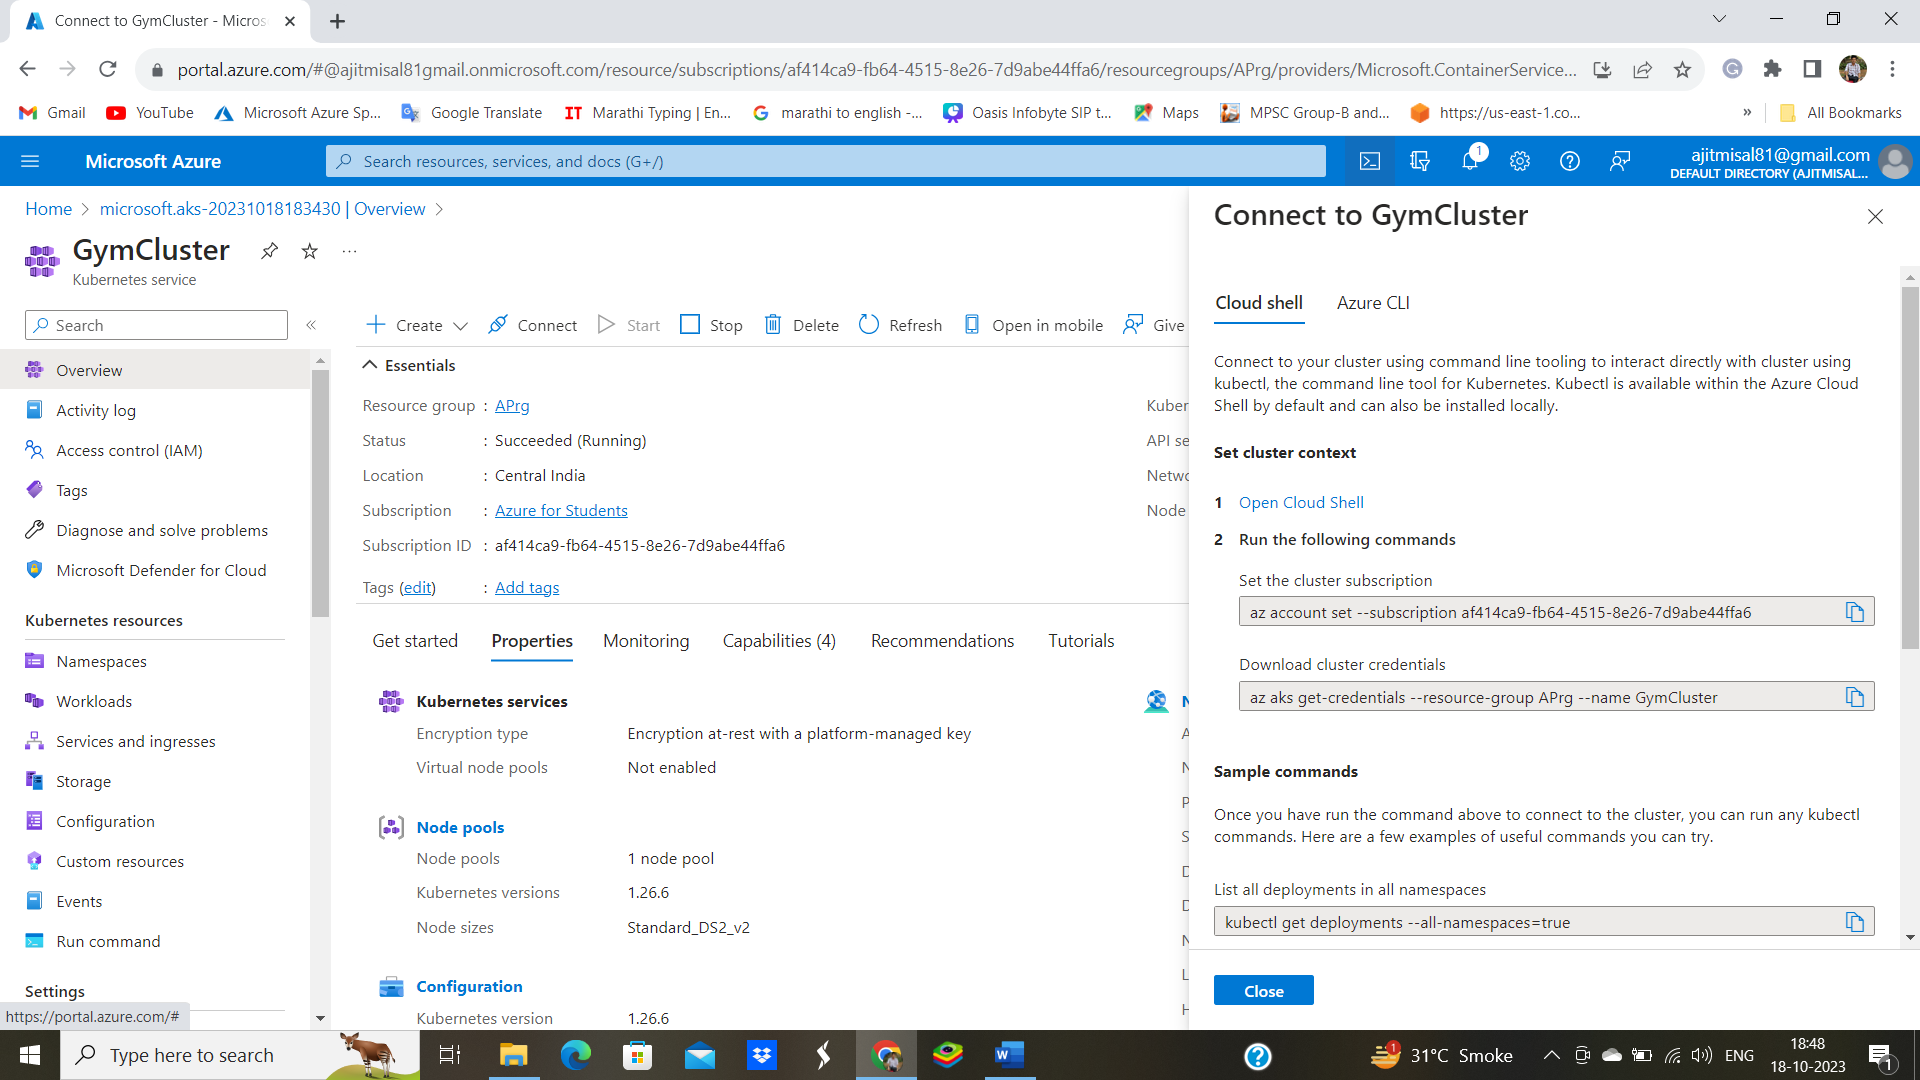 Connect to GymCluster - Micros
portal.azure.com/#@ajitmisal81gmail.onmicrosoft.com/resource/subscriptions/af414ca9-fb64-4515-8e26-7d9abe44ffa6/resourcegroups/APrg/providers/Microsoft.ContainerService...
Gmail YouTube Microsoft Azure Sp... Google Translate IT Marathi Typing | En... marathi to english -... Oasis Infobyte SIP t... Maps MPSC Group-B and... https://us-east-1.co... » All Bookmarks
Microsoft Azure
Search resources, services, and docs (G+/)
1
ajitmisal81@gmail.com
DEFAULT DIRECTORY (AJITMISAL...
Home > microsoft.aks-20231018183430 | Overview >
GymCluster
Kubernetes service
Search
Overview
Activity log
Access control (IAM)
Tags
Diagnose and solve problems
Microsoft Defender for Cloud
Kubernetes resources
Namespaces
Workloads
Services and ingresses
Storage
Configuration
Custom resources
Events
Run command
Settings
https://portal.azure.com/#
Create Connect Start Stop Delete Refresh Open in mobile Give
Essentials
Resource group : APrg
Status : Succeeded (Running)
Location : Central India
Subscription : Azure for Students
Subscription ID : af414ca9-fb64-4515-8e26-7d9abe44ffa6
Tags (edit) : Add tags
Kuber
API se
Netwo
Node
Get started Properties Monitoring Capabilities (4) Recommendations Tutorials
Kubernetes services
Encryption type Encryption at-rest with a platform-managed key
Virtual node pools Not enabled
Node pools
Node pools 1 node pool
Kubernetes versions 1.26.6
Node sizes Standard_DS2_v2
Configuration
Kubernetes version 1.26.6
Connect to GymCluster
Cloud shell Azure CLI
Connect to your cluster using command line tooling to interact directly with cluster using
kubectl, the command line tool for Kubernetes. Kubectl is available within the Azure Cloud
Shell by default and can also be installed locally.
Set cluster context
1 Open Cloud Shell
2 Run the following commands
Set the cluster subscription
az account set --subscription af414ca9-fb64-4515-8e26-7d9abe44ffa6
Download cluster credentials
az aks get-credentials --resource-group APrg --name GymCluster
Sample commands
Once you have run the command above to connect to the cluster, you can run any kubectl
commands. Here are a few examples of useful commands you can try.
List all deployments in all namespaces
kubectl get deployments --all-namespaces=true
Close
Type here to search
1
31°C Smoke
ENG
18:48
18-10-2023
1